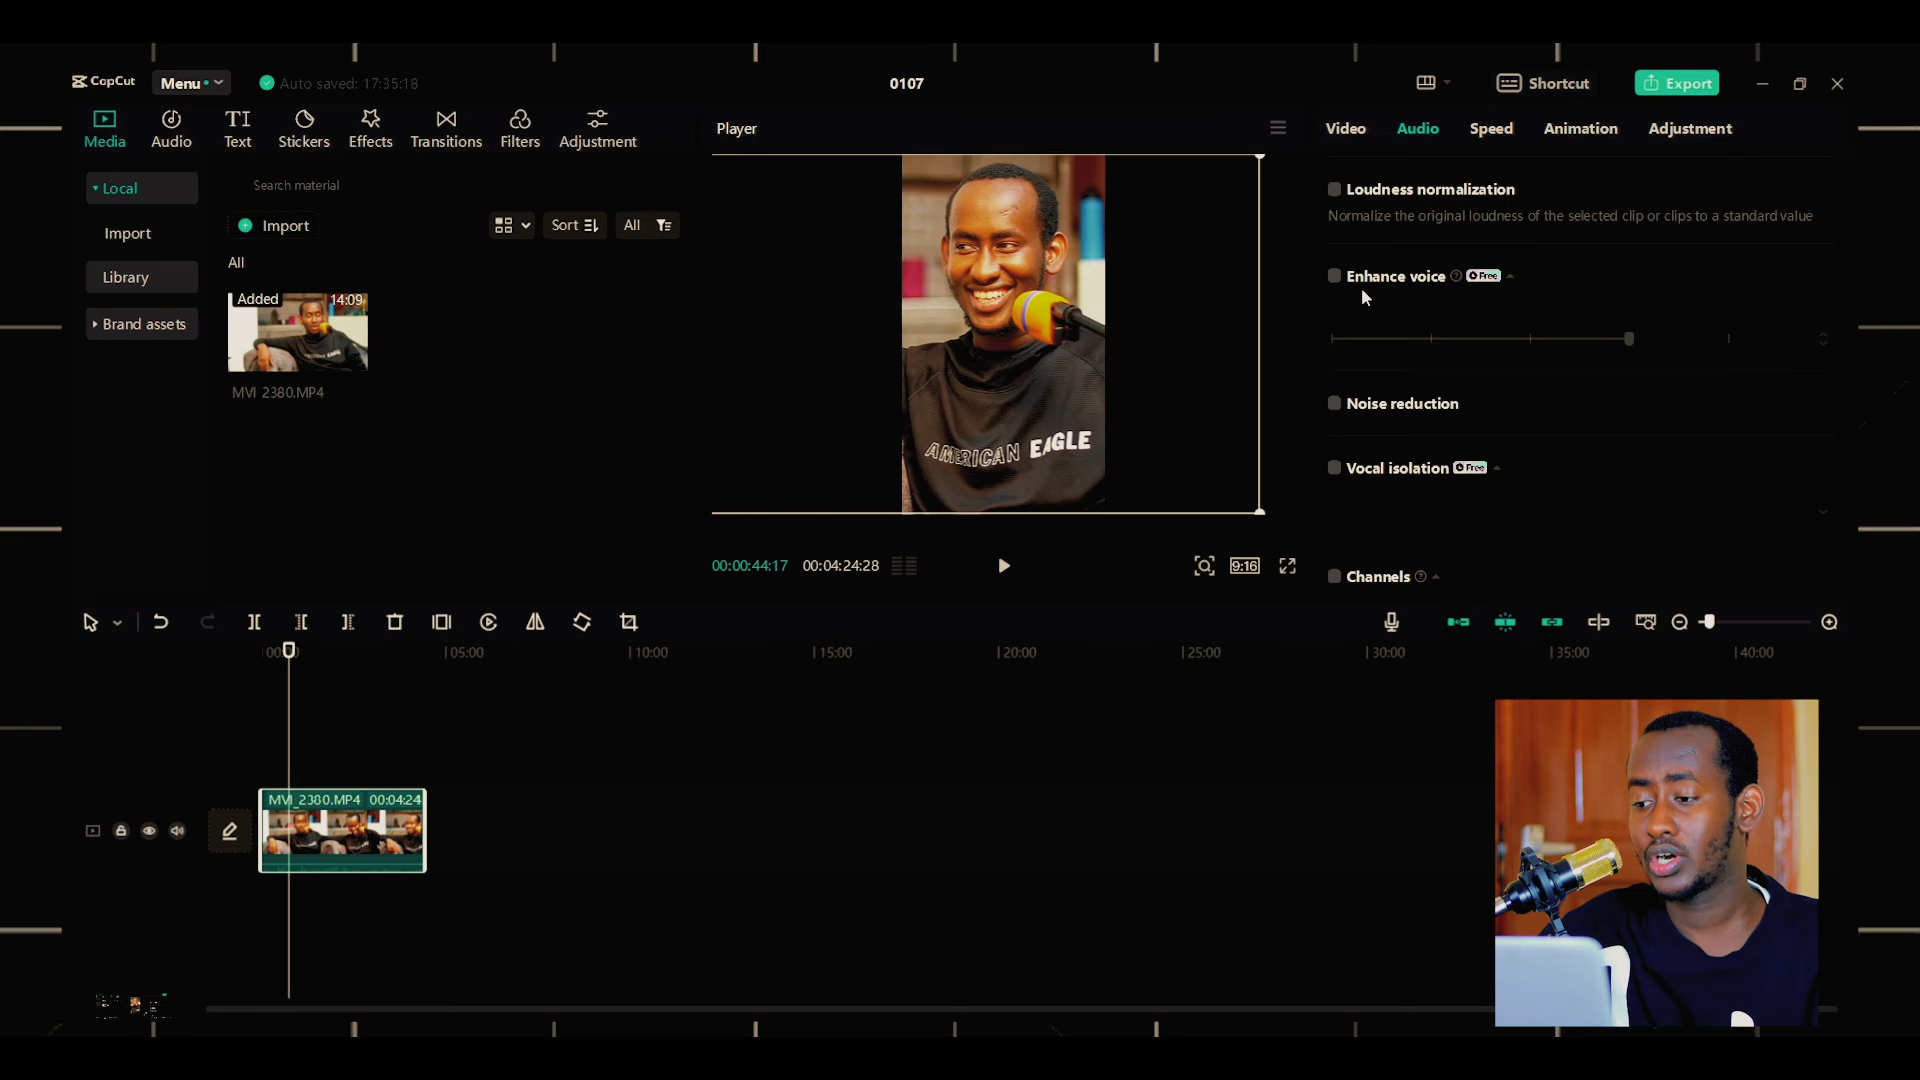 CapCut Menu Auto saved: 17:35:18 0107 Shortcut Export
Media Audio Text Stickers Effects Transitions Filters Adjustment
Local
Import
Library
Brand assets
Search material
Import Sort All
All
Added 14:09
MVI 2380.MP4
Player
AMERICAN EAGLE
00:00:44:17 00:04:24:28 9:16
Video Audio Speed Animation Adjustment
Loudness normalization
Normalize the original loudness of the selected clip or clips to a standard value
Enhance voice Free
Noise reduction
Vocal isolation Free
Channels
05:00 10:00 15:00 20:00 25:00 30:00 35:00 40:00
MVI_2380.MP4 00:04:24